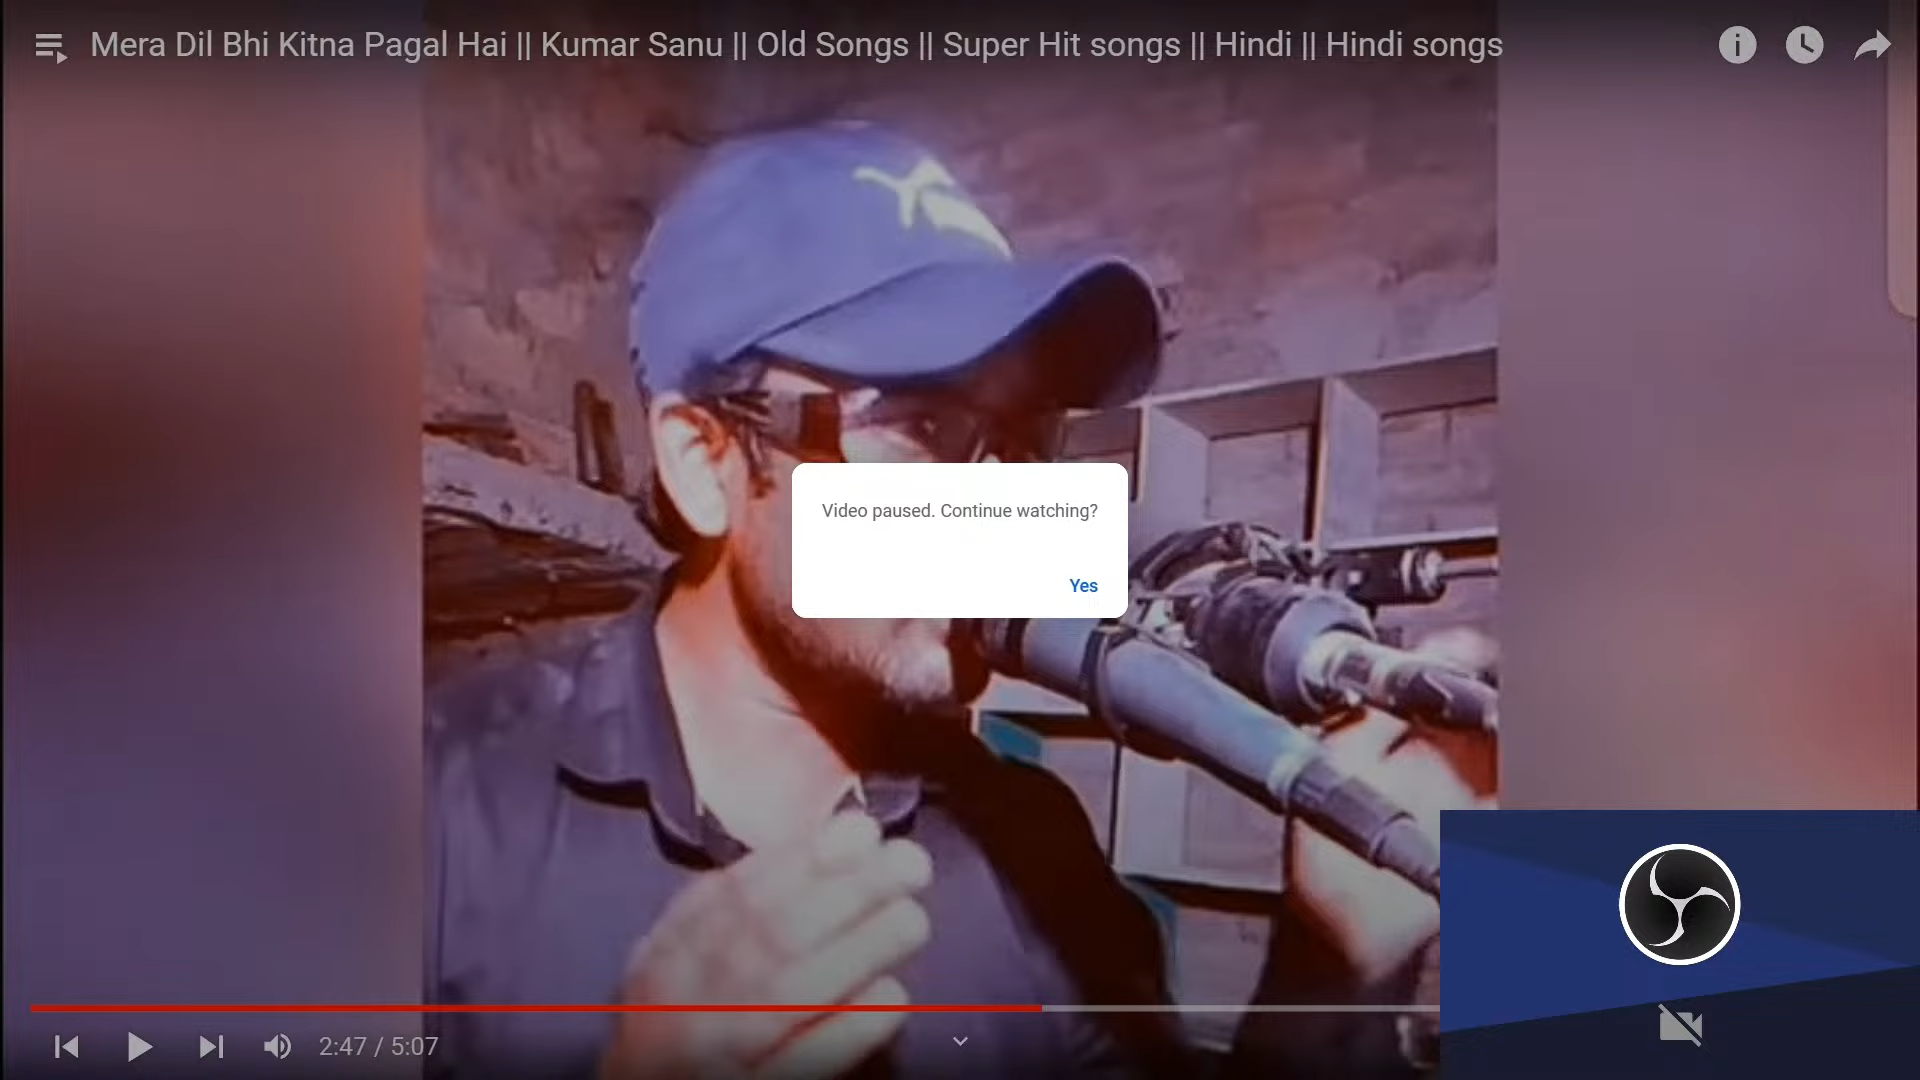 Mera Dil Bhi Kitna Pagal Hai || Kumar Sanu || Old Songs || Super Hit songs || Hindi || Hindi songs
Video paused. Continue watching?
Yes
2:47 / 5:07